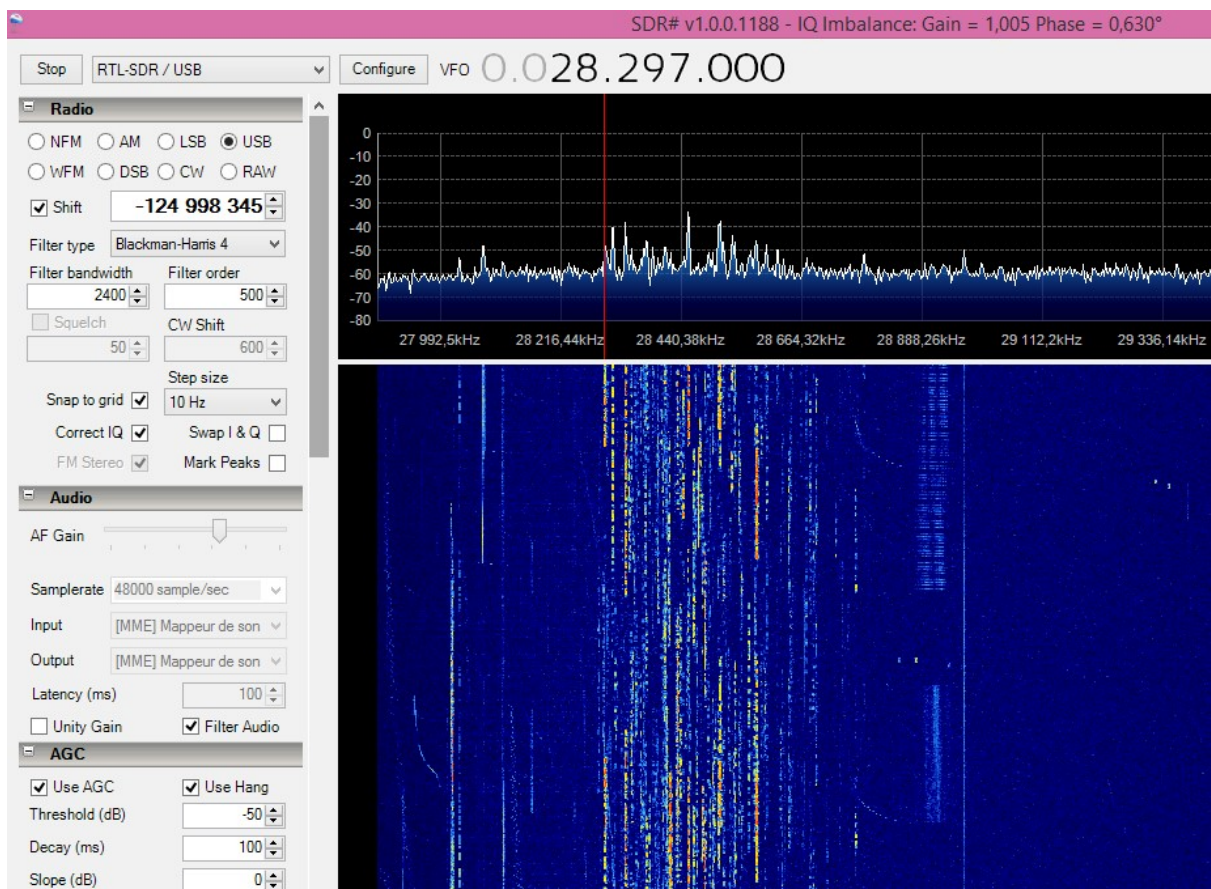 SDR# v1.0.0.1188 - IQ Imbalance: Gain = 1,005 Phase = 0,630°
Stop RTL-SDR / USB Configure VFO 0.028.297.000
Radio
NFM AM LSB USB
WFM DSB CW RAW
Shift -124 998 345
Filter type Blackman-Harris 4
Filter bandwidth Filter order
2400 500
Squelch CW Shift
50 600
Step size
Snap to grid 10 Hz
Correct IQ Swap I & Q
FM Stereo Mark Peaks
Audio
AF Gain
Samplerate 48000 sample/sec
Input [MME] Mappeur de son
Output [MME] Mappeur de son
Latency (ms) 100
Unity Gain Filter Audio
AGC
Use AGC Use Hang
Threshold (dB) -50
Decay (ms) 100
Slope (dB) 0
0
-10
-20
-30
-40
-50
-60
-70
-80
27 992,5kHz 28 216,44kHz 28 440,38kHz 28 664,32kHz 28 888,26kHz 29 112,2kHz 29 336,14kHz